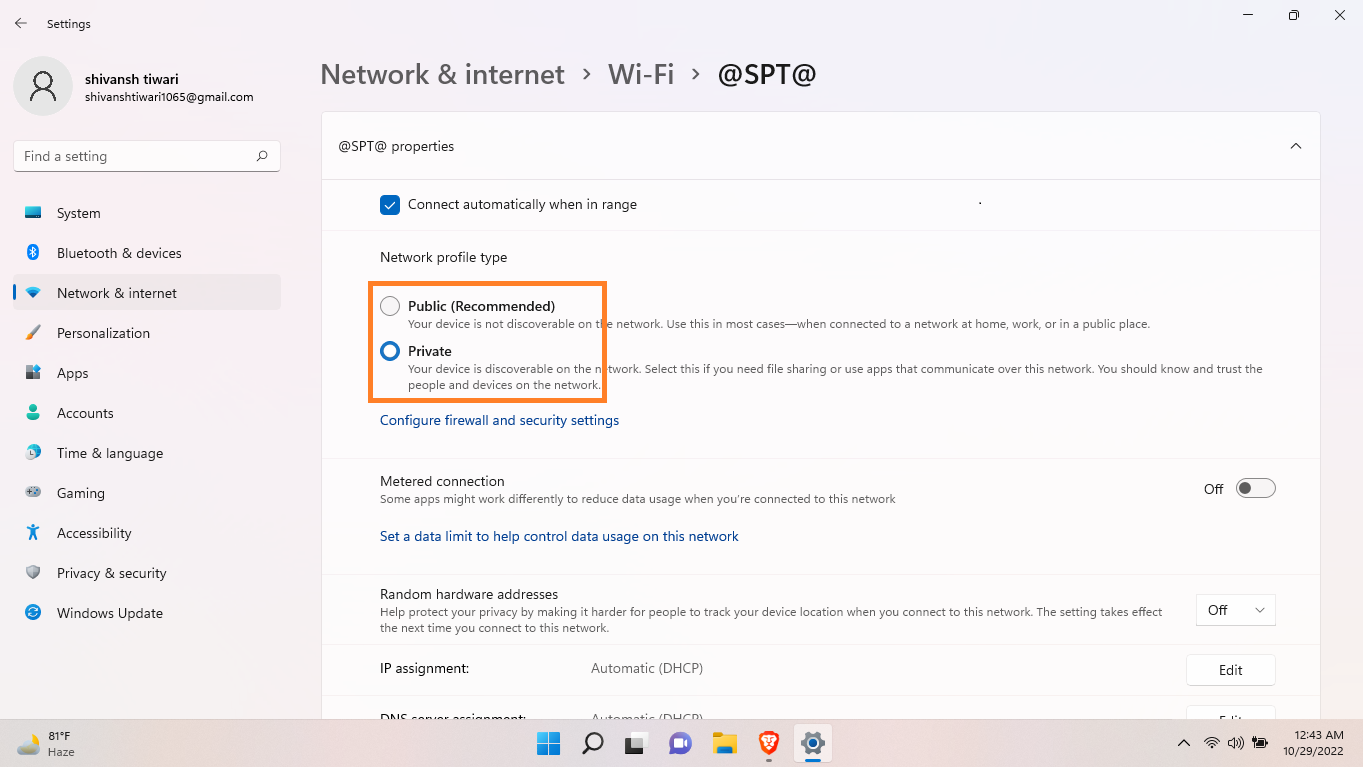 Settings
shivansh tiwari
shivanshtiwari1065@gmail.com
Find a setting
System
Bluetooth & devices
Network & internet
Personalization
Apps
Accounts
Time & language
Gaming
Accessibility
Privacy & security
Windows Update
Network & internet › Wi-Fi › @SPT@
@SPT@ properties
Connect automatically when in range
Network profile type
Public (Recommended)
Your device is not discoverable on the network. Use this in most cases—when connected to a network at home, work, or in a public place.
Private
Your device is discoverable on the network. Select this if you need file sharing or use apps that communicate over this network. You should know and trust the
people and devices on the network.
Configure firewall and security settings
Metered connection
Some apps might work differently to reduce data usage when you're connected to this network
Off
Set a data limit to help control data usage on this network
Random hardware addresses
Help protect your privacy by making it harder for people to track your device location when you connect to this network. The setting takes effect
the next time you connect to this network.
Off
IP assignment: Automatic (DHCP) Edit
DNS server assignment: Automatic (DHCP) Edit
81°F
Haze
12:43 AM
10/29/2022